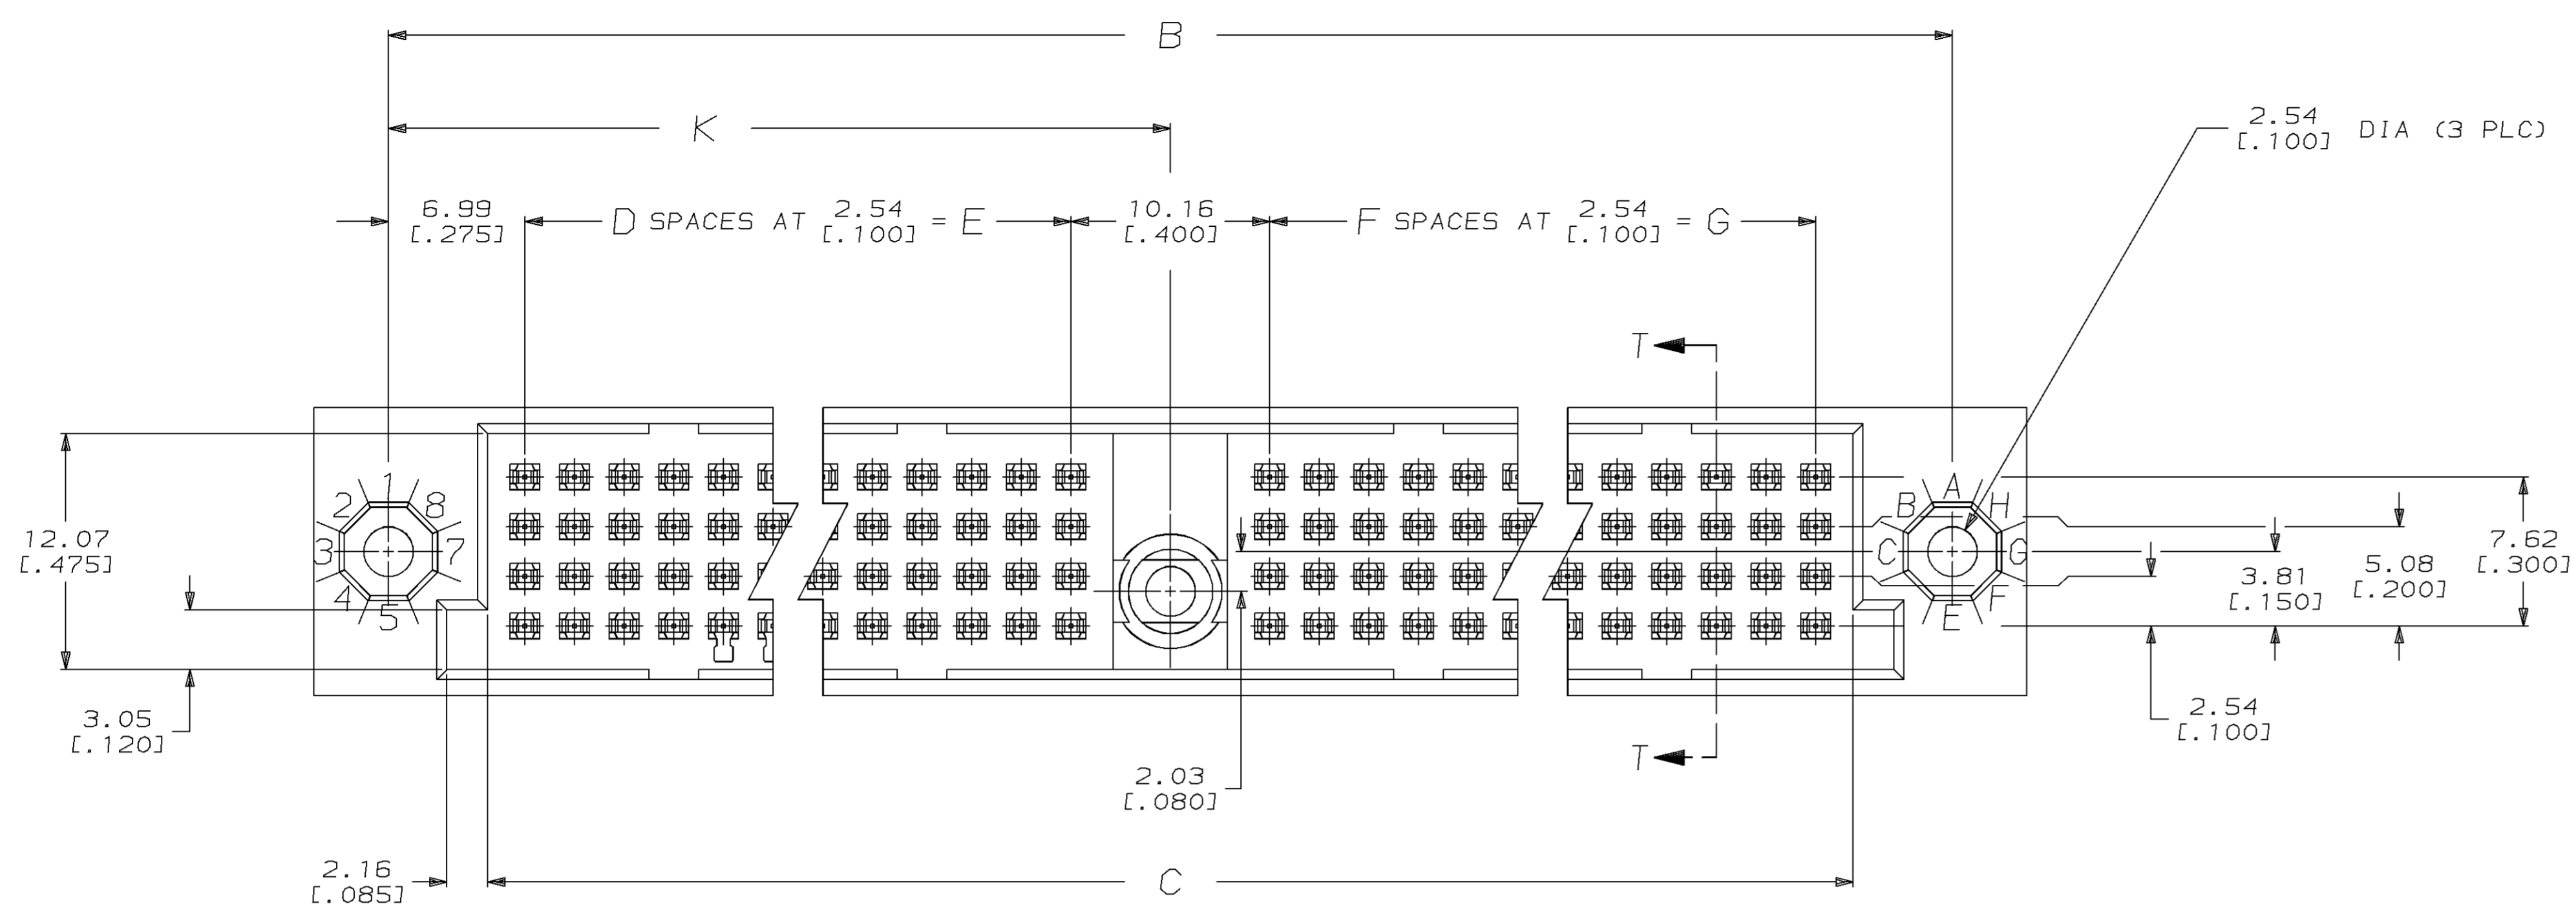 B
K
2.54
[.100] DIA (3 PLC)
6.99
[.275]
D SPACES AT 2.54
[.100] = E
10.16
[.400]
F SPACES AT 2.54
[.100] = G
T
12.07
[.475]
1
2 8
3 7
4
5
A
B H
C G
F
E
7.62
[.300]
5.08
[.200]
3.81
[.150]
2.54
[.100]
3.05
[.120]
T
2.03
[.080]
2.16
[.085]
C